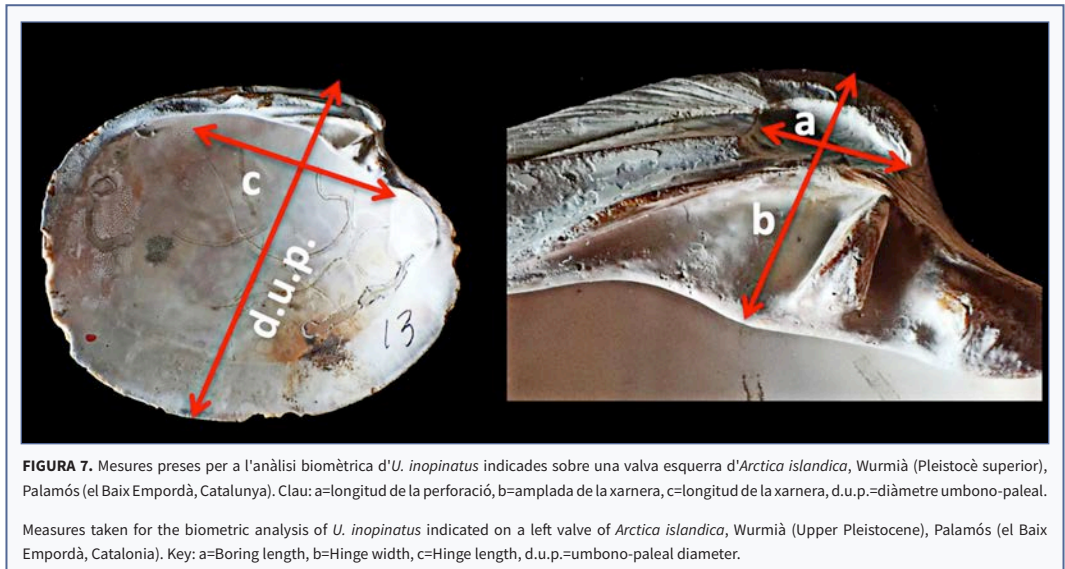 a
c
b
d.u.p.
13
FIGURA 7. Mesures preses per a l'anàlisi biomètrica d'U. inopinatus indicades sobre una valva esquerra d'Arctica islandica, Wurmià (Pleistocè superior),
Palamós (el Baix Empordà, Catalunya). Clau: a=longitud de la perforació, b=amplada de la xarnera, c=longitud de la xarnera, d.u.p.=diàmetre umbono-paleal.
Measures taken for the biometric analysis of U. inopinatus indicated on a left valve of Arctica islandica, Wurmià (Upper Pleistocene), Palamós (el Baix
Empordà, Catalonia). Key: a=Boring length, b=Hinge width, c=Hinge length, d.u.p.=umbono-paleal diameter.